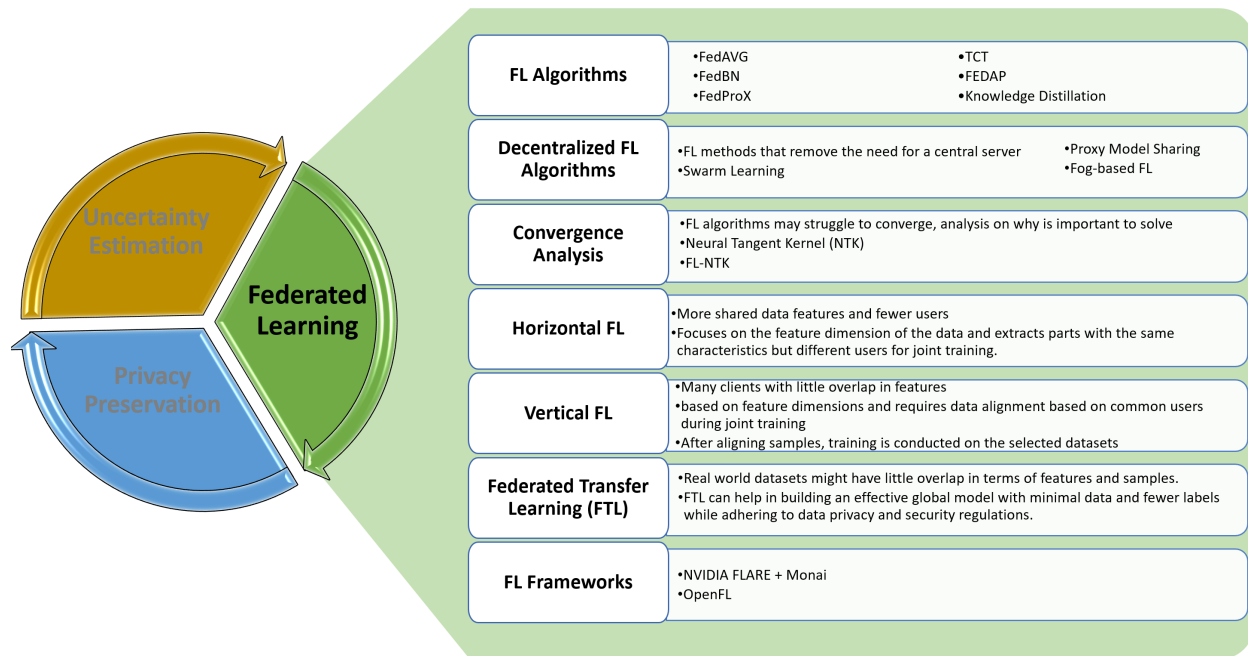 Uncertainty
Estimation
Federated
Learning
Privacy
Preservation
FL Algorithms
•FedAVG
•FedBN
•FedProX
•TCT
•FEDAP
•Knowledge Distillation
Decentralized FL
Algorithms
•FL methods that remove the need for a central server
•Swarm Learning
•Proxy Model Sharing
•Fog-based FL
Convergence
Analysis
•FL algorithms may struggle to converge, analysis on why is important to solve
•Neural Tangent Kernel (NTK)
•FL-NTK
Horizontal FL
•More shared data features and fewer users
•Focuses on the feature dimension of the data and extracts parts with the same
characteristics but different users for joint training.
Vertical FL
•Many clients with little overlap in features
•based on feature dimensions and requires data alignment based on common users
during joint training
•After aligning samples, training is conducted on the selected datasets
Federated Transfer
Learning (FTL)
•Real world datasets might have little overlap in terms of features and samples.
•FTL can help in building an effective global model with minimal data and fewer labels
while adhering to data privacy and security regulations.
FL Frameworks
•NVIDIA FLARE + Monai
•OpenFL